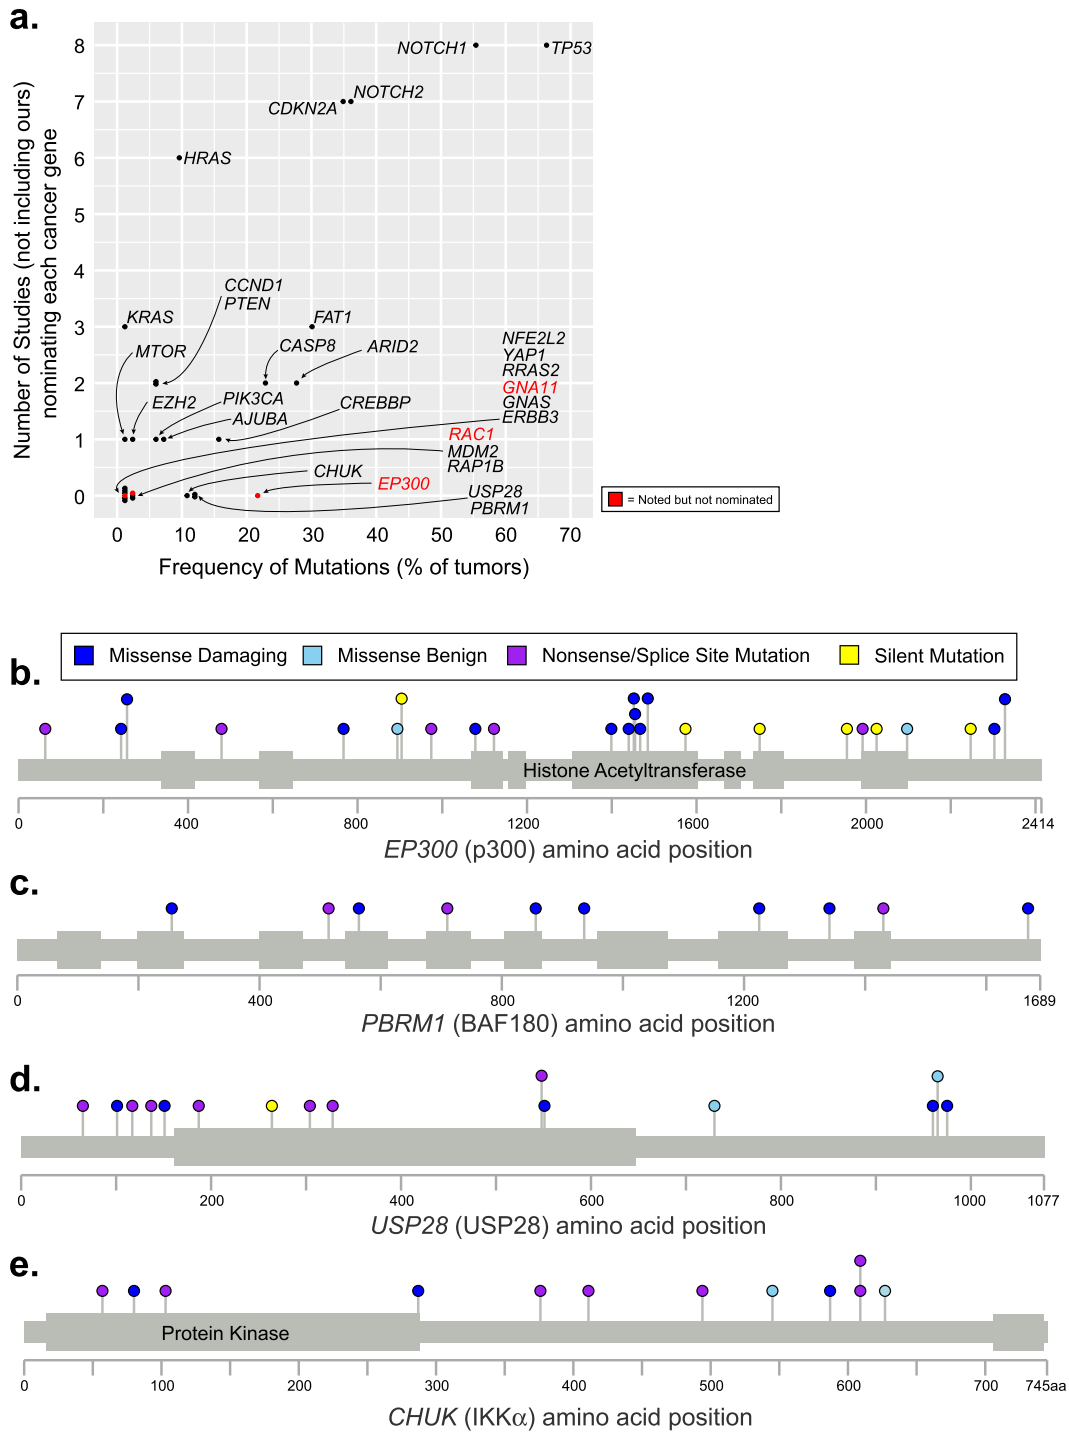 a.
Number of Studies (not including ours)
nominating each cancer gene
8
7
6
5
4
3
2
1
0
NOTCH1
TP53
NOTCH2
CDKN2A
HRAS
CCND1
PTEN
KRAS
FAT1
MTOR
CASP8
ARID2
NFE2L2
YAP1
RRAS2
GNA11
GNAS
ERBB3
EZH2
PIK3CA
AJUBA
CREBBP
RAC1
MDM2
RAP1B
CHUK
EP300
USP28
PBRM1
= Noted but not nominated
0 10 20 30 40 50 60 70
Frequency of Mutations (% of tumors)
Missense Damaging Missense Benign Nonsense/Splice Site Mutation Silent Mutation
b.
Histone Acetyltransferase
0 400 800 1200 1600 2000 2414
EP300 (p300) amino acid position
c.
0 400 800 1200 1689
PBRM1 (BAF180) amino acid position
d.
0 200 400 600 800 1000 1077
USP28 (USP28) amino acid position
e.
Protein Kinase
0 100 200 300 400 500 600 700 745aa
CHUK (IKKα) amino acid position